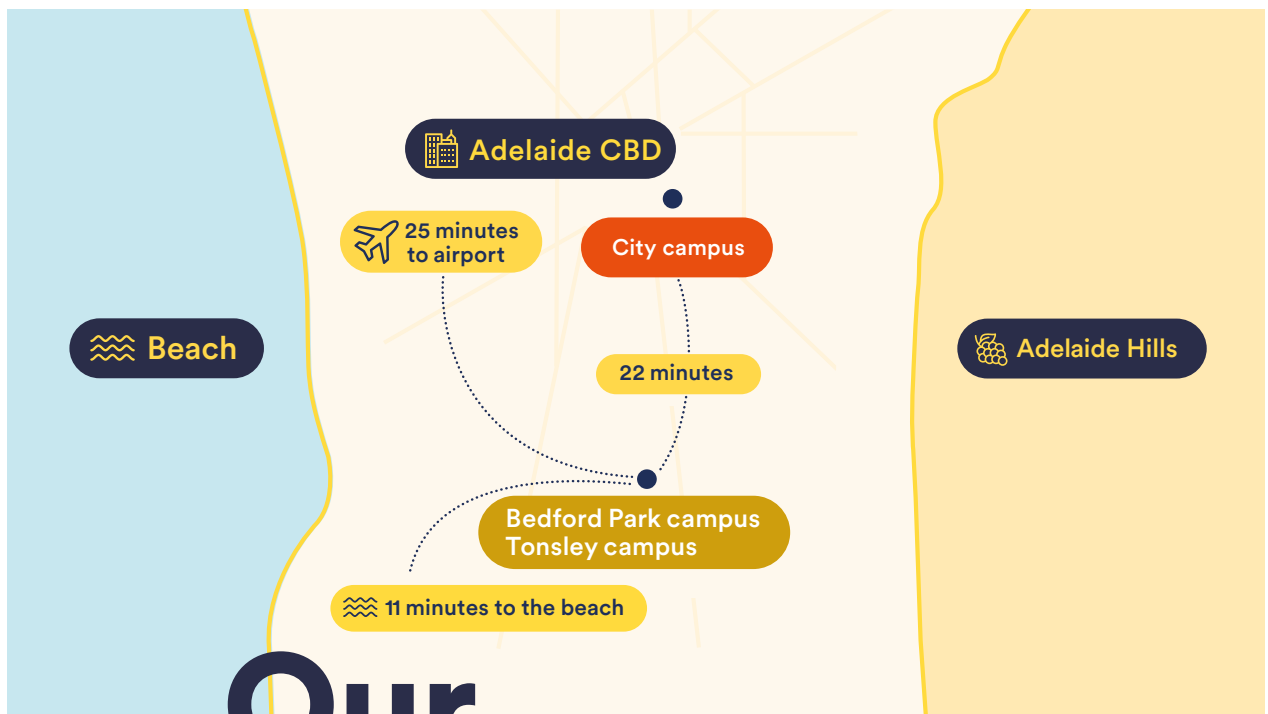 Adelaide CBD
25 minutes
to airport
City campus
Beach
Adelaide Hills
22 minutes
Bedford Park campus
Tonsley campus
11 minutes to the beach
Our